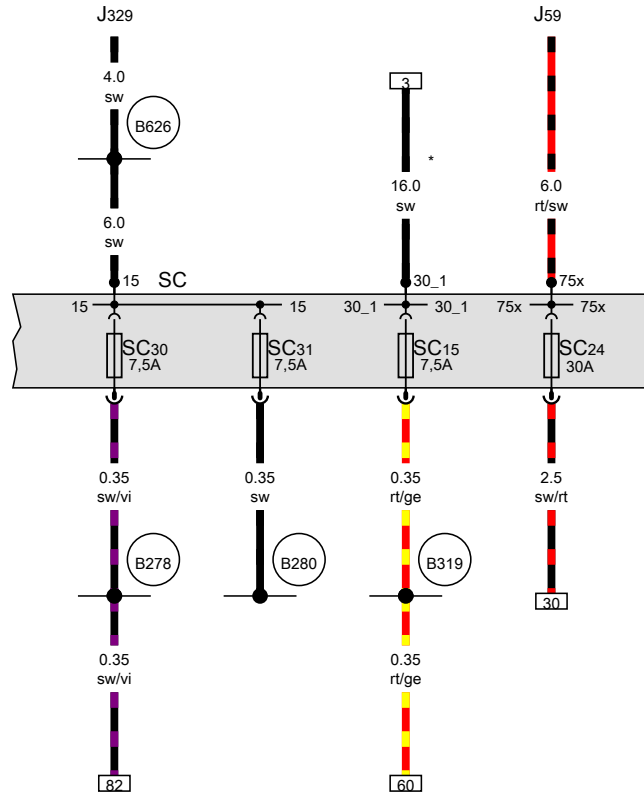 J329 J59
4.0
sw
3
B626
*
16.0
sw
6.0
rt/sw
6.0
sw
15 SC 30_1 75x
15 15 30_1 30_1 75x 75x
SC30 SC31 SC15 SC24
7,5A 7,5A 7,5A 30A
0.35 0.35 0.35 2.5
sw/vi sw rt/ge sw/rt
B278 B280 B319
30
0.35 0.35
sw/vi rt/ge
82 60